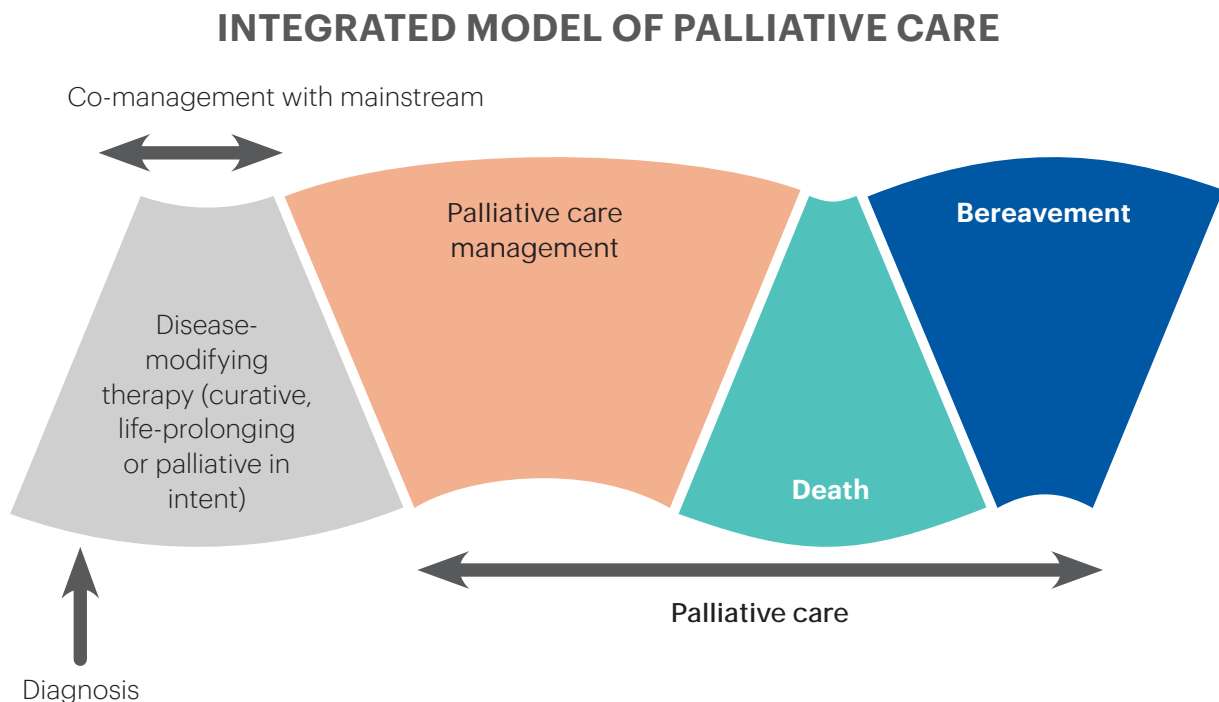 INTEGRATED MODEL OF PALLIATIVE CARE
Co-management with mainstream
Disease-
modifying
therapy (curative,
life-prolonging
or palliative in
intent)
Palliative care
management
Death
Bereavement
Palliative care
Diagnosis